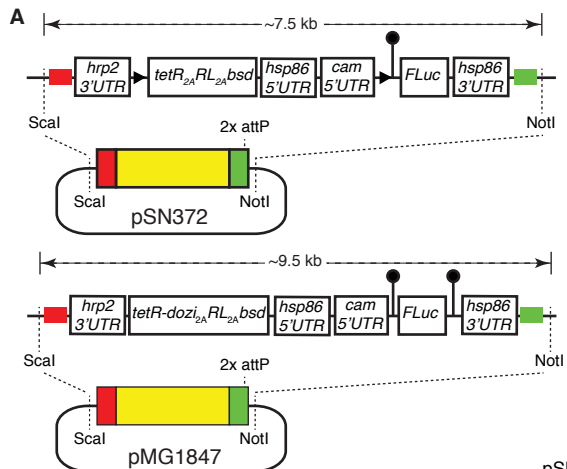 A
~7.5 kb
hrp2 3'UTR
tetR2ARL2Absd
hsp86 5'UTR
cam 5'UTR
FLuc
hsp86 3'UTR
ScaI
NotI
2x attP
ScaI
NotI
pSN372
~9.5 kb
hrp2 3'UTR
tetR-dozi2ARL2Absd
hsp86 5'UTR
cam 5'UTR
FLuc
hsp86 3'UTR
ScaI
NotI
2x attP
ScaI
NotI
pMG1847